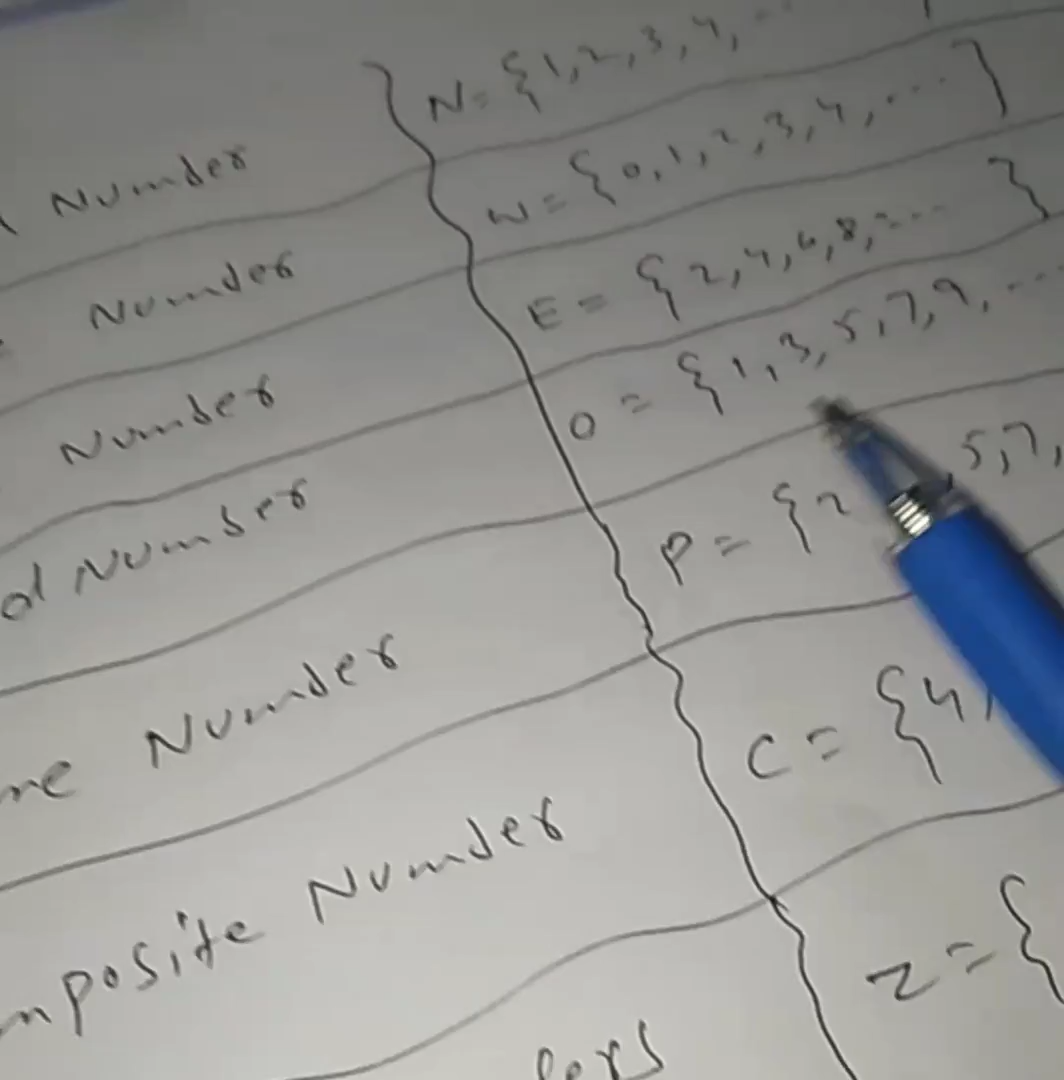 Number N = {1, 2, 3, 4, ..
Number W = {0, 1, 2, 3, 4, ... }
Number E = {2, 4, 6, 8, ... }
d Number O = {1, 3, 5, 7, 9, ...
me Number P = {2 , 5, 7,
mposite Number C = {4,
Z = {